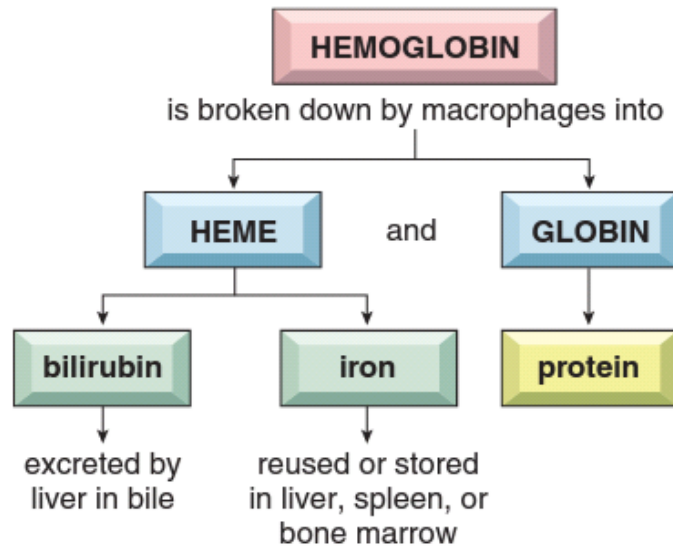 HEMOGLOBIN
is broken down by macrophages into
HEME and GLOBIN
bilirubin iron protein
excreted by
liver in bile
reused or stored
in liver, spleen, or
bone marrow